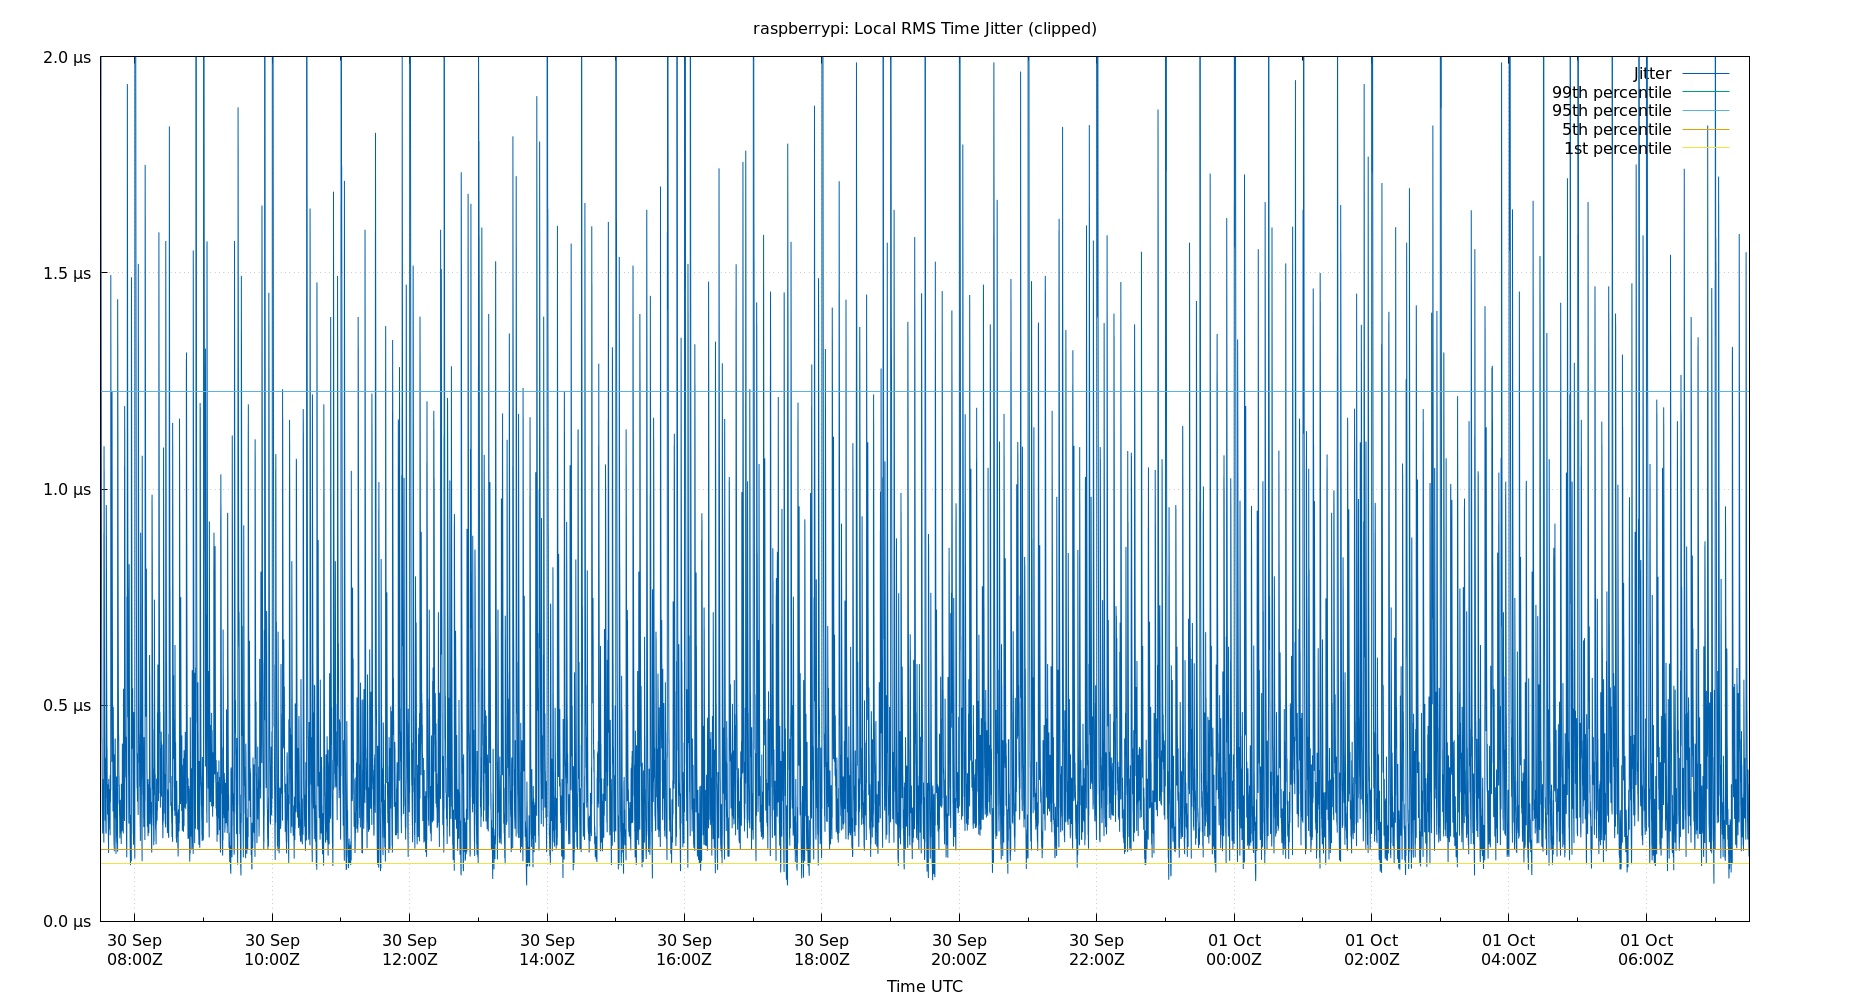 raspberrypi: Local RMS Time Jitter (clipped)
2.0 µs
Jitter
99th percentile
95th percentile
5th percentile
1st percentile
1.5 µs
1.0 µs
0.5 µs
0.0 µs
30 Sep 30 Sep 30 Sep 30 Sep 30 Sep 30 Sep 30 Sep 30 Sep 01 Oct 01 Oct 01 Oct 01 Oct
08:00Z 10:00Z 12:00Z 14:00Z 16:00Z 18:00Z 20:00Z 22:00Z 00:00Z 02:00Z 04:00Z 06:00Z
Time UTC